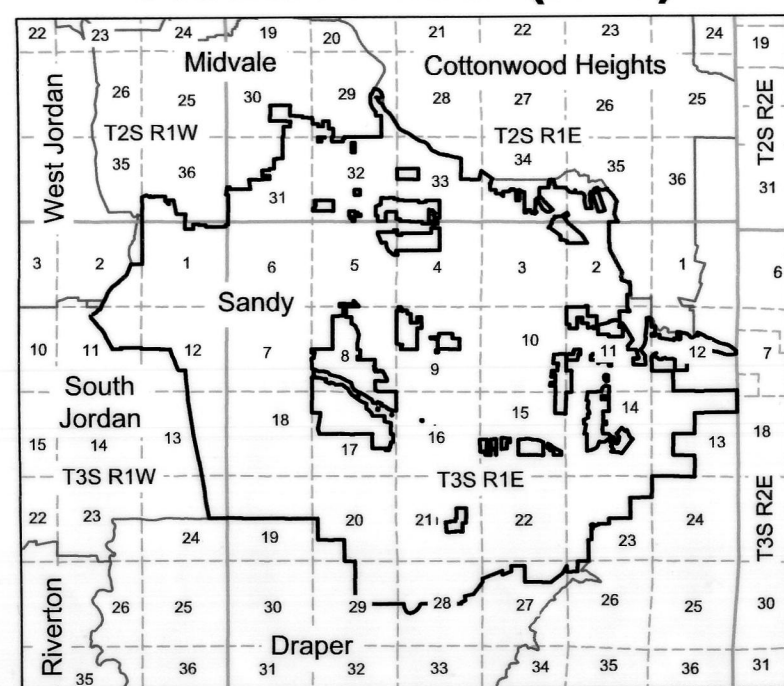 22 23 24 19 20 21 22 23 24 19
Midvale
Cottonwood Heights
West Jordan
26 25 30 29 28 27 26 25
T2S R2E
T2S R1W
T2S R1E
35 36 31 32 33 34 35 36 31
3 2 1 6 5 4 3 2 1 6
Sandy
10 11 12 7 8 9 10 11 12 7
South
Jordan
15 14 13 18 17 16 15 14 13 18
T3S R1W
T3S R1E
T3S R2E
22 23 24 19 20 21 22 23 24
Riverton
26 25 30 29 28 27 26 25 30
Draper
35 36 31 32 33 34 35 36 31